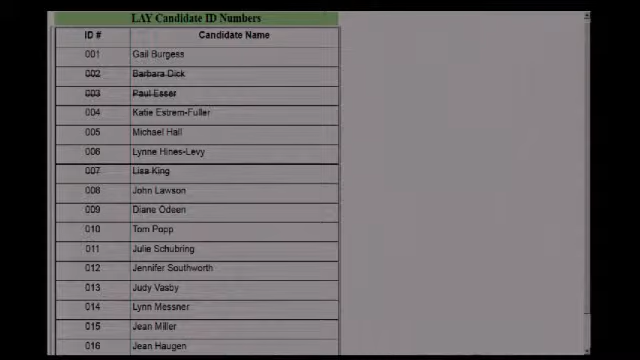 LAY Candidate ID Numbers
ID # Candidate Name
001 Gail Burgess
002 Barbara Dick
003 Paul Esser
004 Katie Estrem-Fuller
005 Michael Hall
006 Lynne Hines-Levy
007 Lisa King
008 John Lawson
009 Diane Odeen
010 Tom Popp
011 Julie Schubring
012 Jennifer Southworth
013 Judy Vasby
014 Lynn Messner
015 Jean Miller
016 Jean Haugen